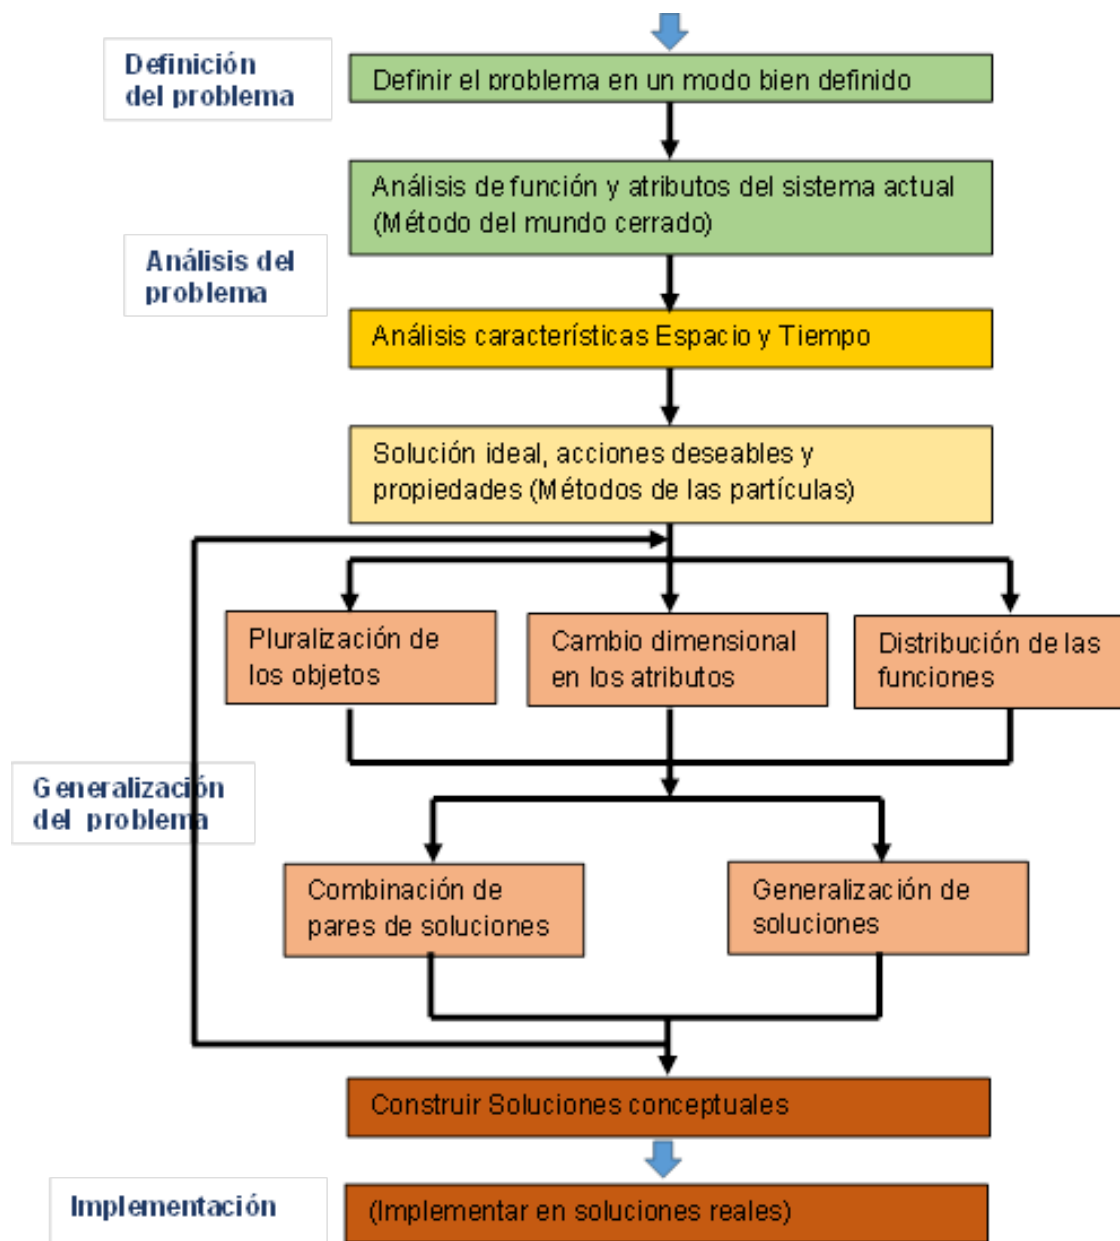 Definición
del problema
Definir el problema en un modo bien definido
Análisis de función y atributos del sistema actual
(Método del mundo cerrado)
Análisis del
problema
Análisis características Espacio y Tiempo
Solución ideal, acciones deseables y
propiedades (Métodos de las partículas)
Pluralización de
los objetos
Cambio dimensional
en los atributos
Distribución de las
funciones
Generalización
del problema
Combinación de
pares de soluciones
Generalización de
soluciones
Construir Soluciones conceptuales
Implementación
(Implementar en soluciones reales)